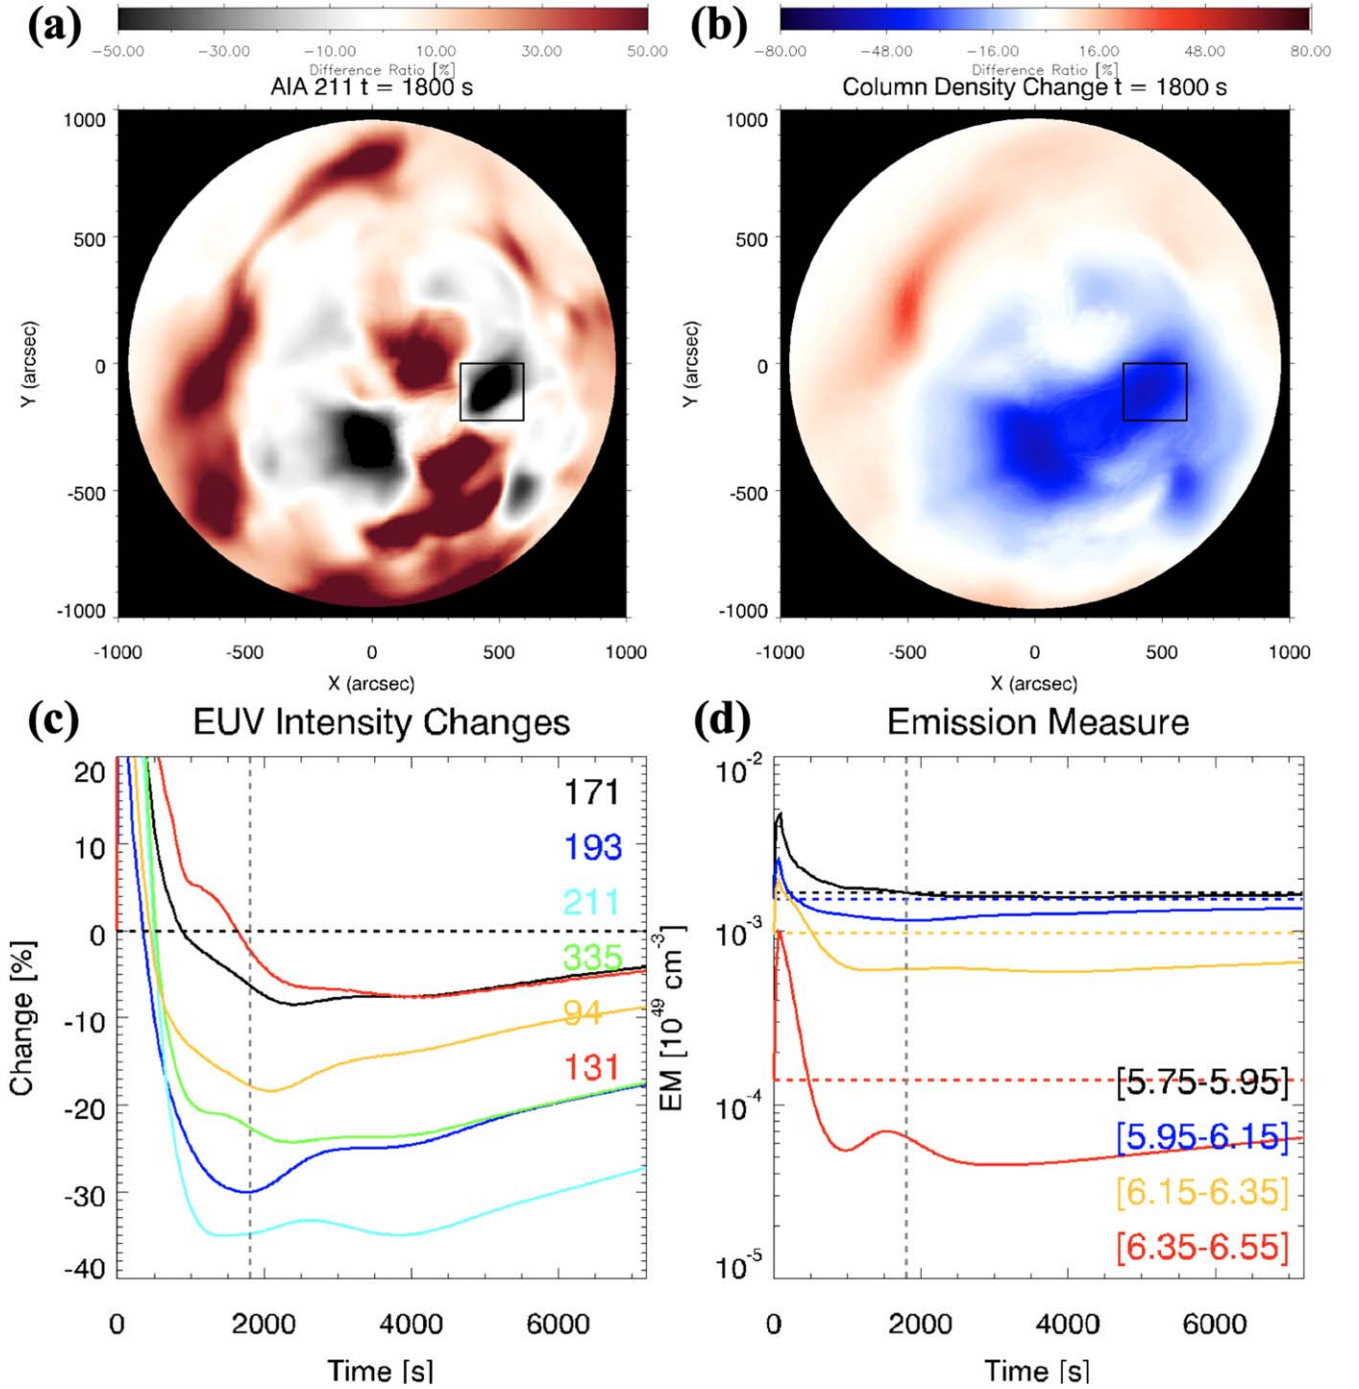 (a)
-50.00 -30.00 -10.00 10.00 30.00 50.00
Difference Ratio [%]
AIA 211 t = 1800 s
1000
500
0
-500
-1000
Y (arcsec)
-1000 -500 0 500 1000
X (arcsec)
(b)
-80.00 -48.00 -16.00 16.00 48.00 80.00
Difference Ratio [%]
Column Density Change t = 1800 s
1000
500
0
-500
-1000
Y (arcsec)
-1000 -500 0 500 1000
X (arcsec)
(c)
EUV Intensity Changes
20
10
0
-10
-20
-30
-40
Change [%]
171
193
211
335
94
131
0 2000 4000 6000
Time [s]
(d)
Emission Measure
10⁻²
10⁻³
10⁻⁴
10⁻⁵
EM [10⁴⁹ cm⁻³]
[5.75-5.95]
[5.95-6.15]
[6.15-6.35]
[6.35-6.55]
0 2000 4000 6000
Time [s]